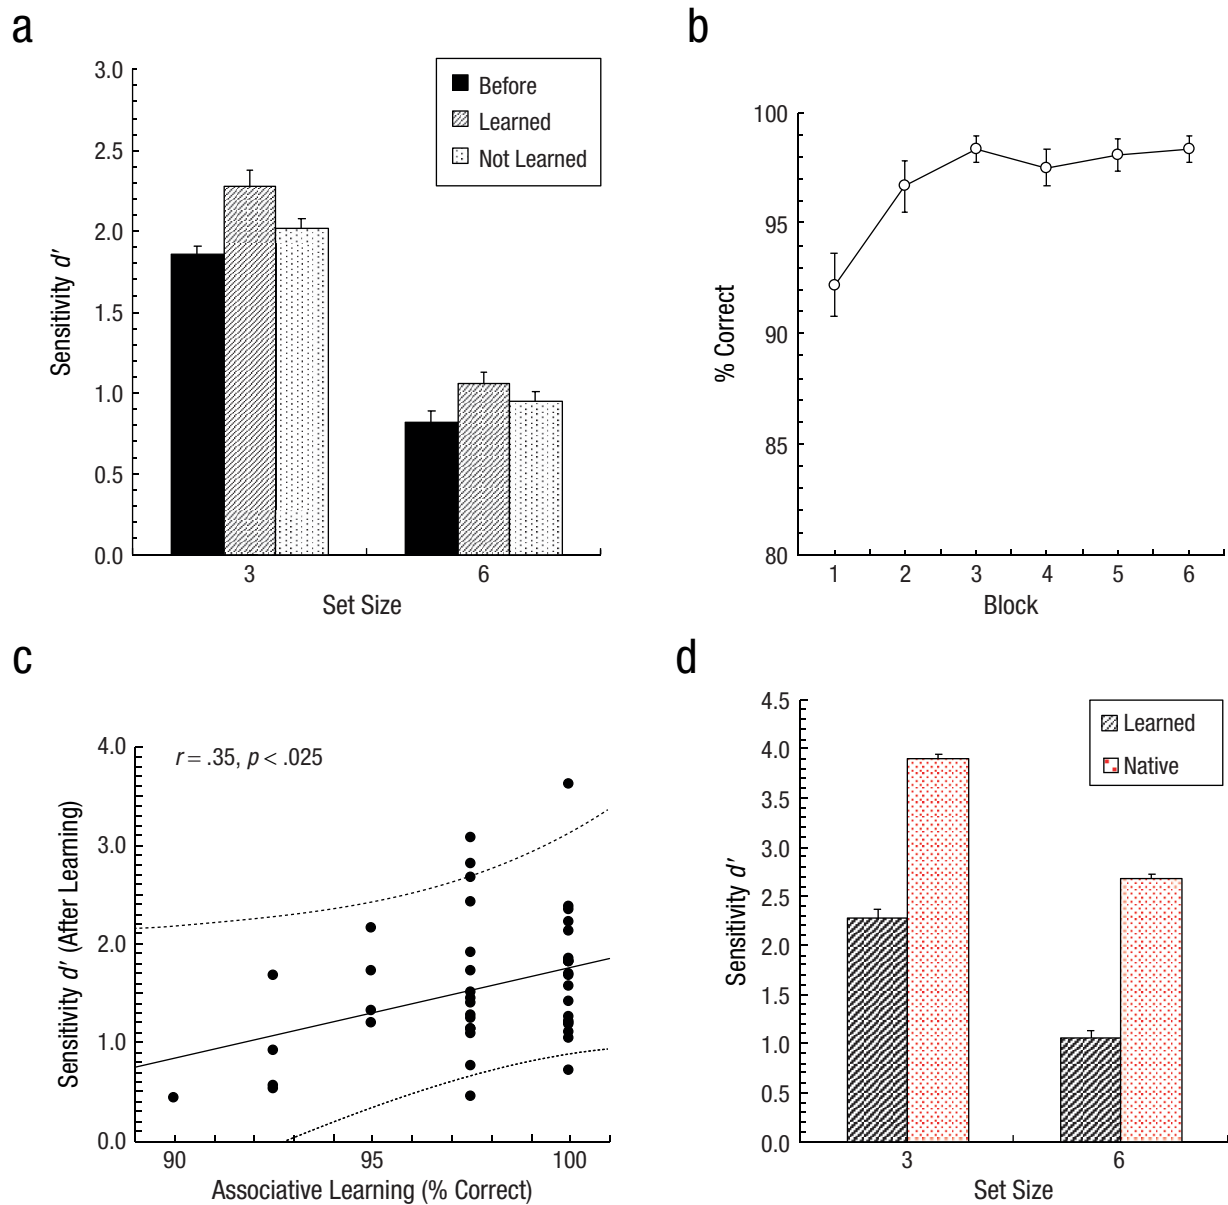 a
3.0
2.5
2.0
1.5
1.0
0.5
0.0
Sensitivity d′
Before
Learned
Not Learned
3 6
Set Size
b
100
95
90
85
80
% Correct
1 2 3 4 5 6
Block
c
4.0
3.0
2.0
1.0
0.0
Sensitivity d′ (After Learning)
r = .35, p < .025
90 95 100
Associative Learning (% Correct)
d
4.5
4.0
3.5
3.0
2.5
2.0
1.5
1.0
0.5
0.0
Sensitivity d′
Learned
Native
3 6
Set Size